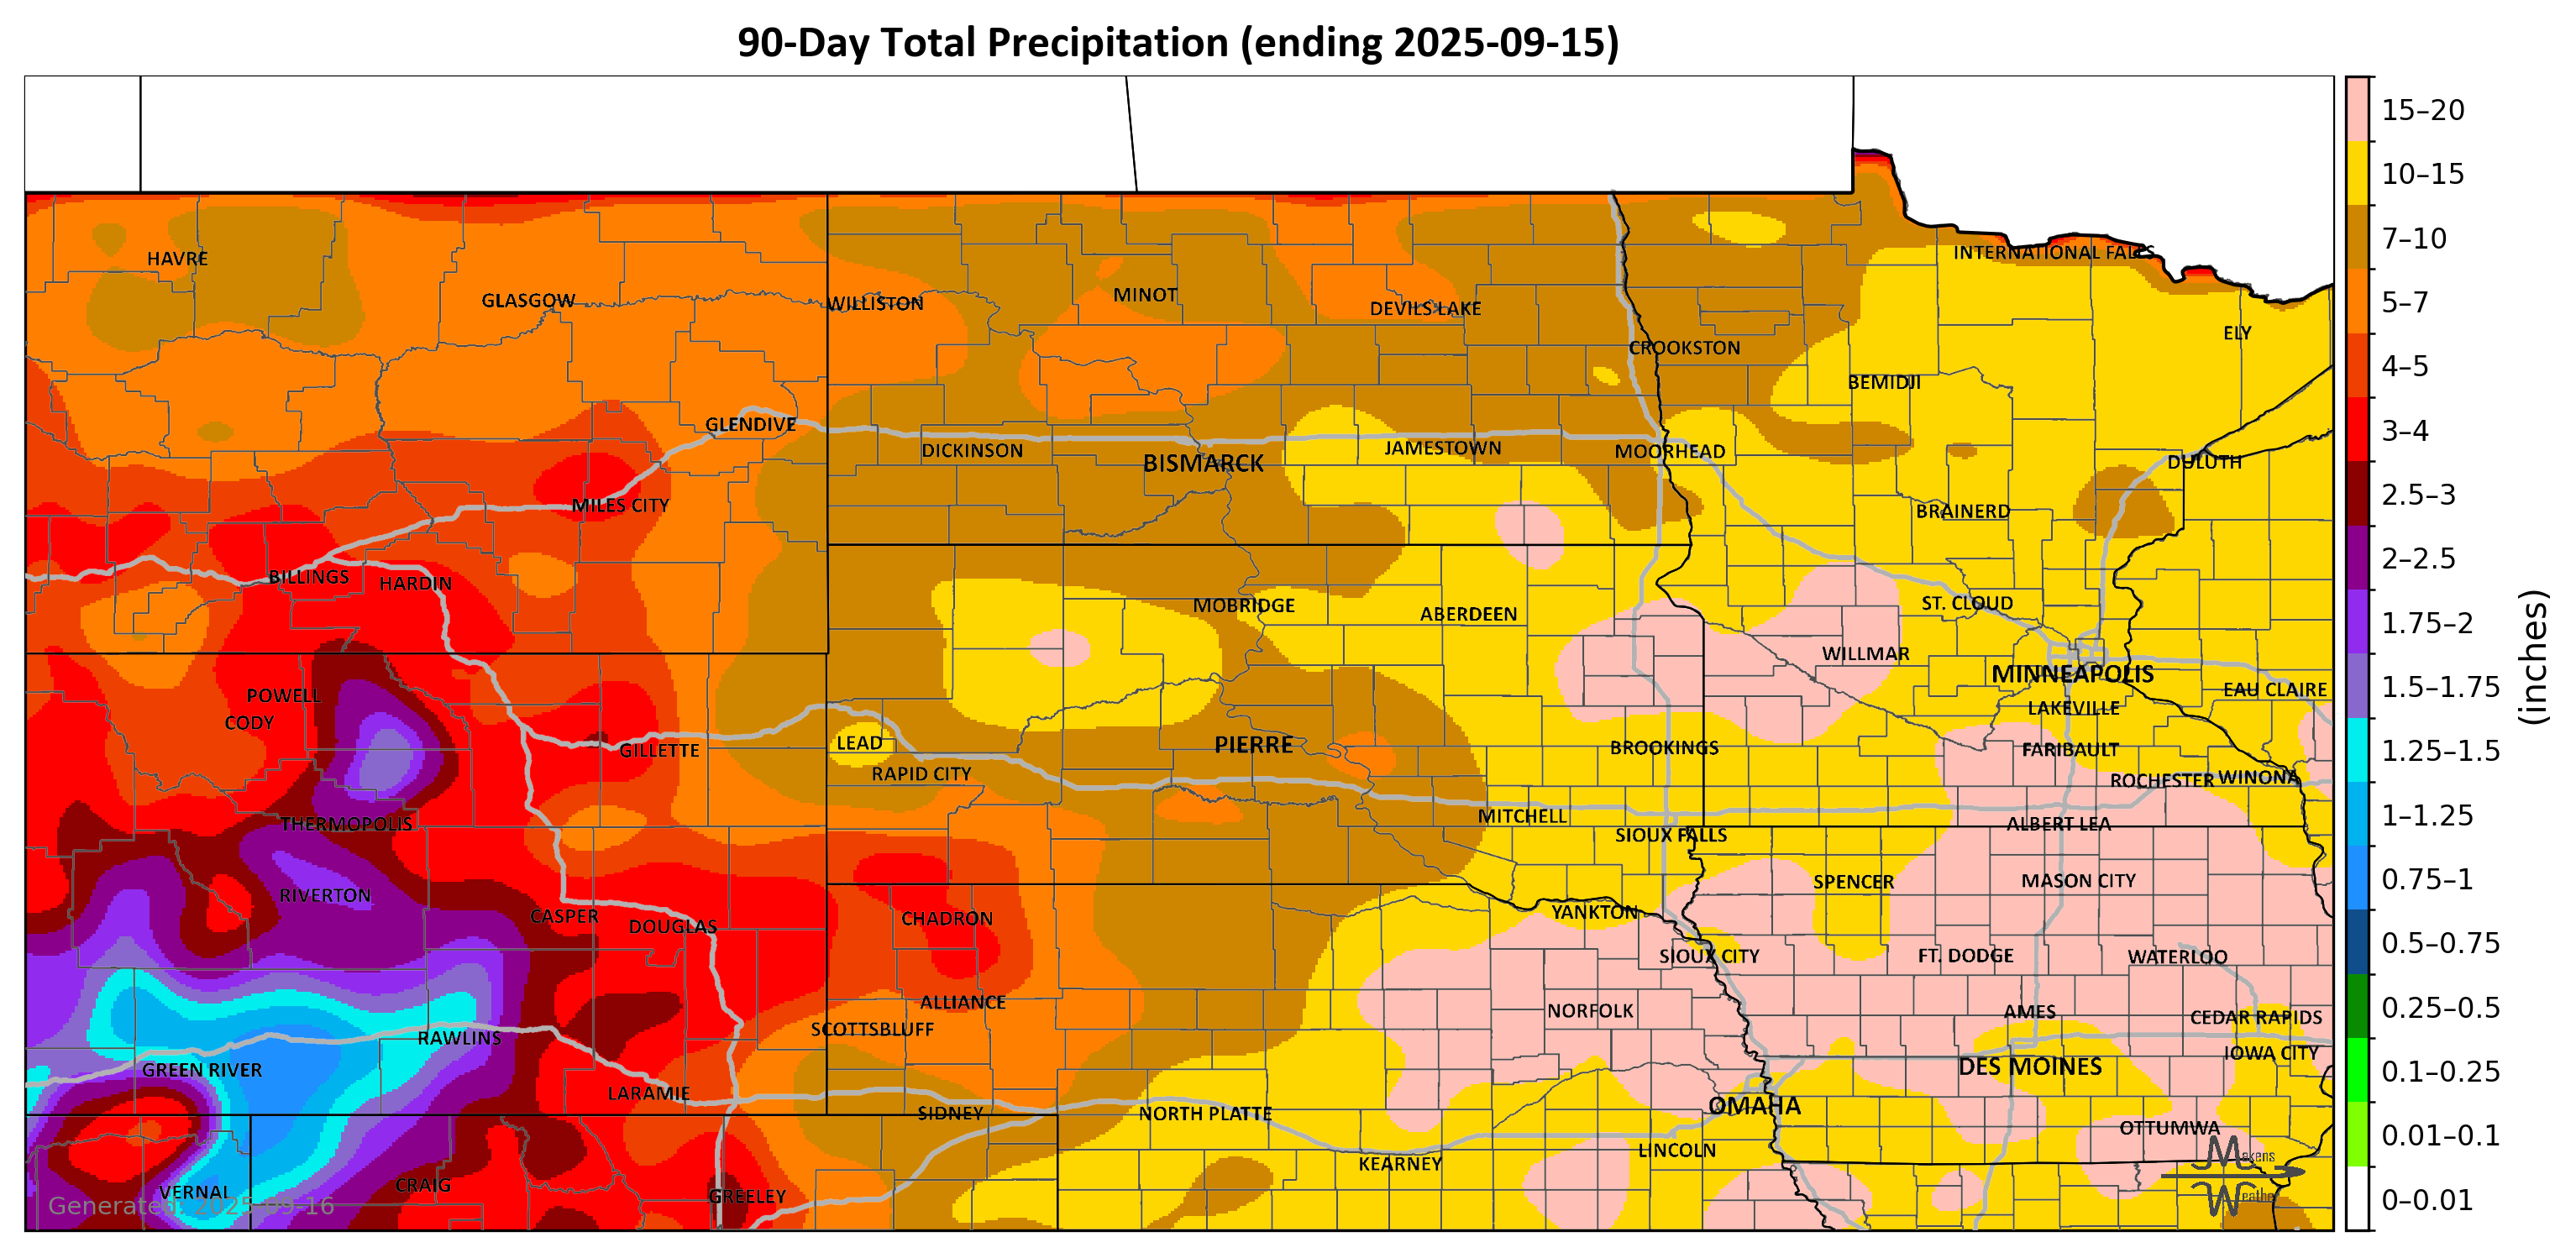 90-Day Total Precipitation (ending 2025-09-15)
15–20
10–15
INTERNATIONAL FALLS
7–10
HAVRE
GLASGOW
WILLISTON
MINOT
DEVILS LAKE
5–7
ELY
CROOKSTON
4–5
BEMIDJI
GLENDIVE
3–4
DICKINSON
BISMARCK
JAMESTOWN
MOORHEAD
DULUTH
2.5–3
MILES CITY
BRAINERD
2–2.5
BILLINGS
HARDIN
MOBRIDGE
ABERDEEN
ST. CLOUD
1.75–2
WILLMAR
MINNEAPOLIS
(inches)
POWELL
EAU CLAIRE
1.5–1.75
CODY
LAKEVILLE
GILLETTE
LEAD
PIERRE
BROOKINGS
FARIBAULT
1.25–1.5
RAPID CITY
ROCHESTER
WINONA
THERMOPOLIS
MITCHELL
SIOUX FALLS
ALBERT LEA
1–1.25
RIVERTON
SPENCER
MASON CITY
0.75–1
CASPER
DOUGLAS
CHADRON
YANKTON
0.5–0.75
SIOUX CITY
FT. DODGE
WATERLOO
ALLIANCE
NORFOLK
AMES
CEDAR RAPIDS
0.25–0.5
SCOTTSBLUFF
RAWLINS
IOWA CITY
GREEN RIVER
DES MOINES
0.1–0.25
LARAMIE
SIDNEY
NORTH PLATTE
OMAHA
OTTUMWA
0.01–0.1
LINCOLN
KEARNEY
Makens
Weather
VERNAL
CRAIG
GREELEY
0–0.01
Generated: 2025-09-16